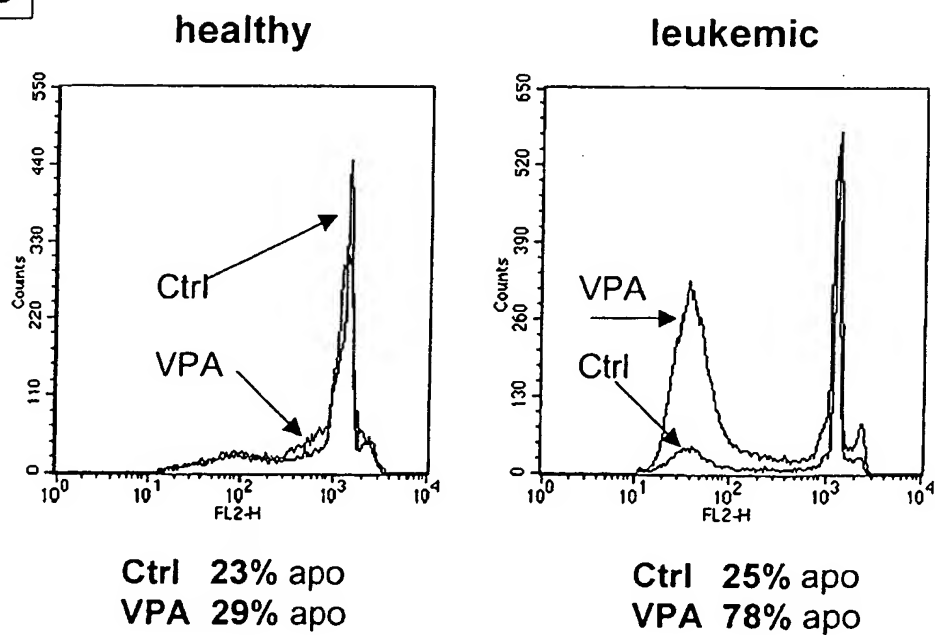 healthy
550
440
330
220
110
0
Counts
Ctrl
VPA
10^0 10^1 10^2 10^3 10^4
FL2-H
Ctrl 23% apo
VPA 29% apo
leukemic
650
520
390
260
130
0
Counts
VPA
Ctrl
10^0 10^1 10^2 10^3 10^4
FL2-H
Ctrl 25% apo
VPA 78% apo